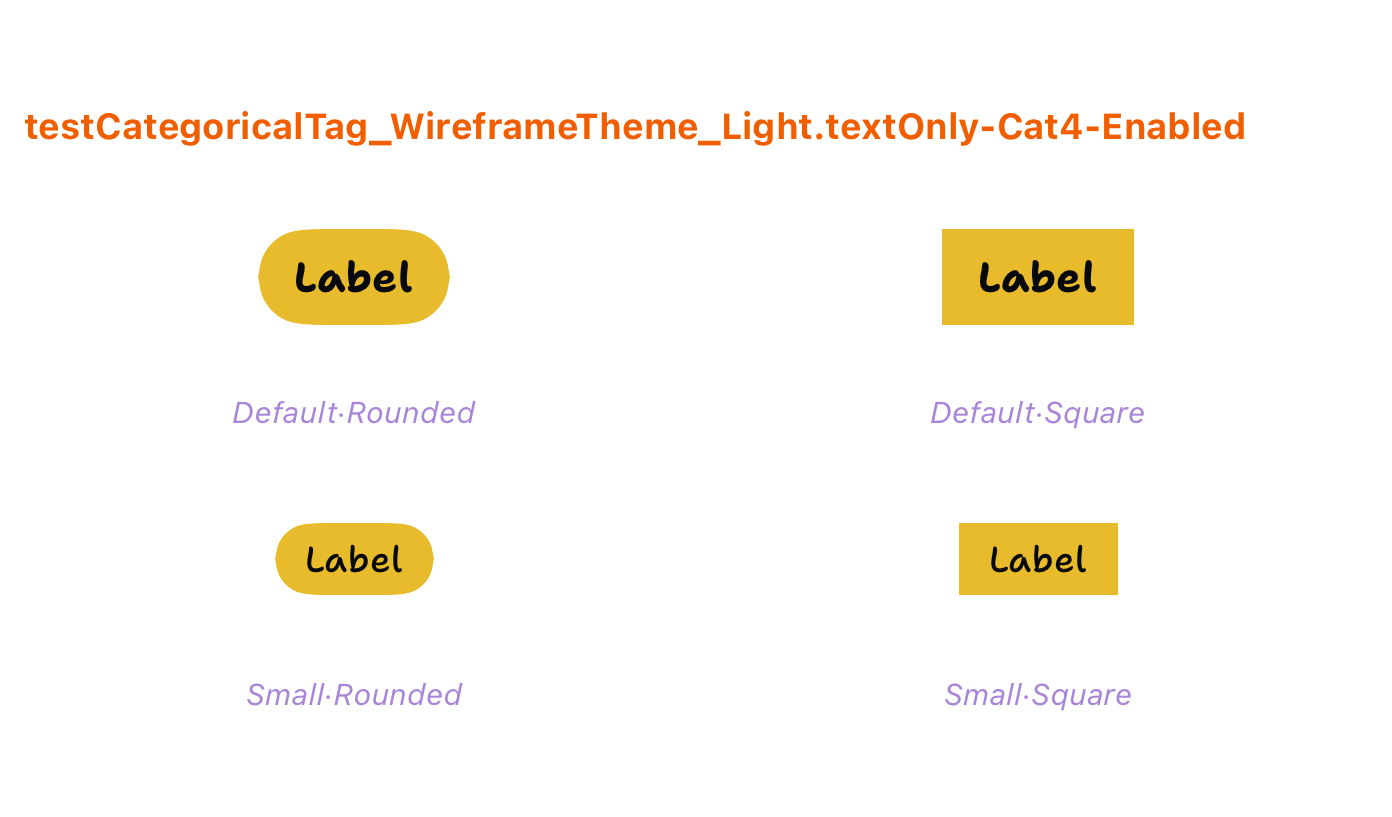 testCategoricalTag_WireframeTheme_Light.textOnly-Cat4-Enabled
Label Label
Default·Rounded Default·Square
Label Label
Small·Rounded Small·Square